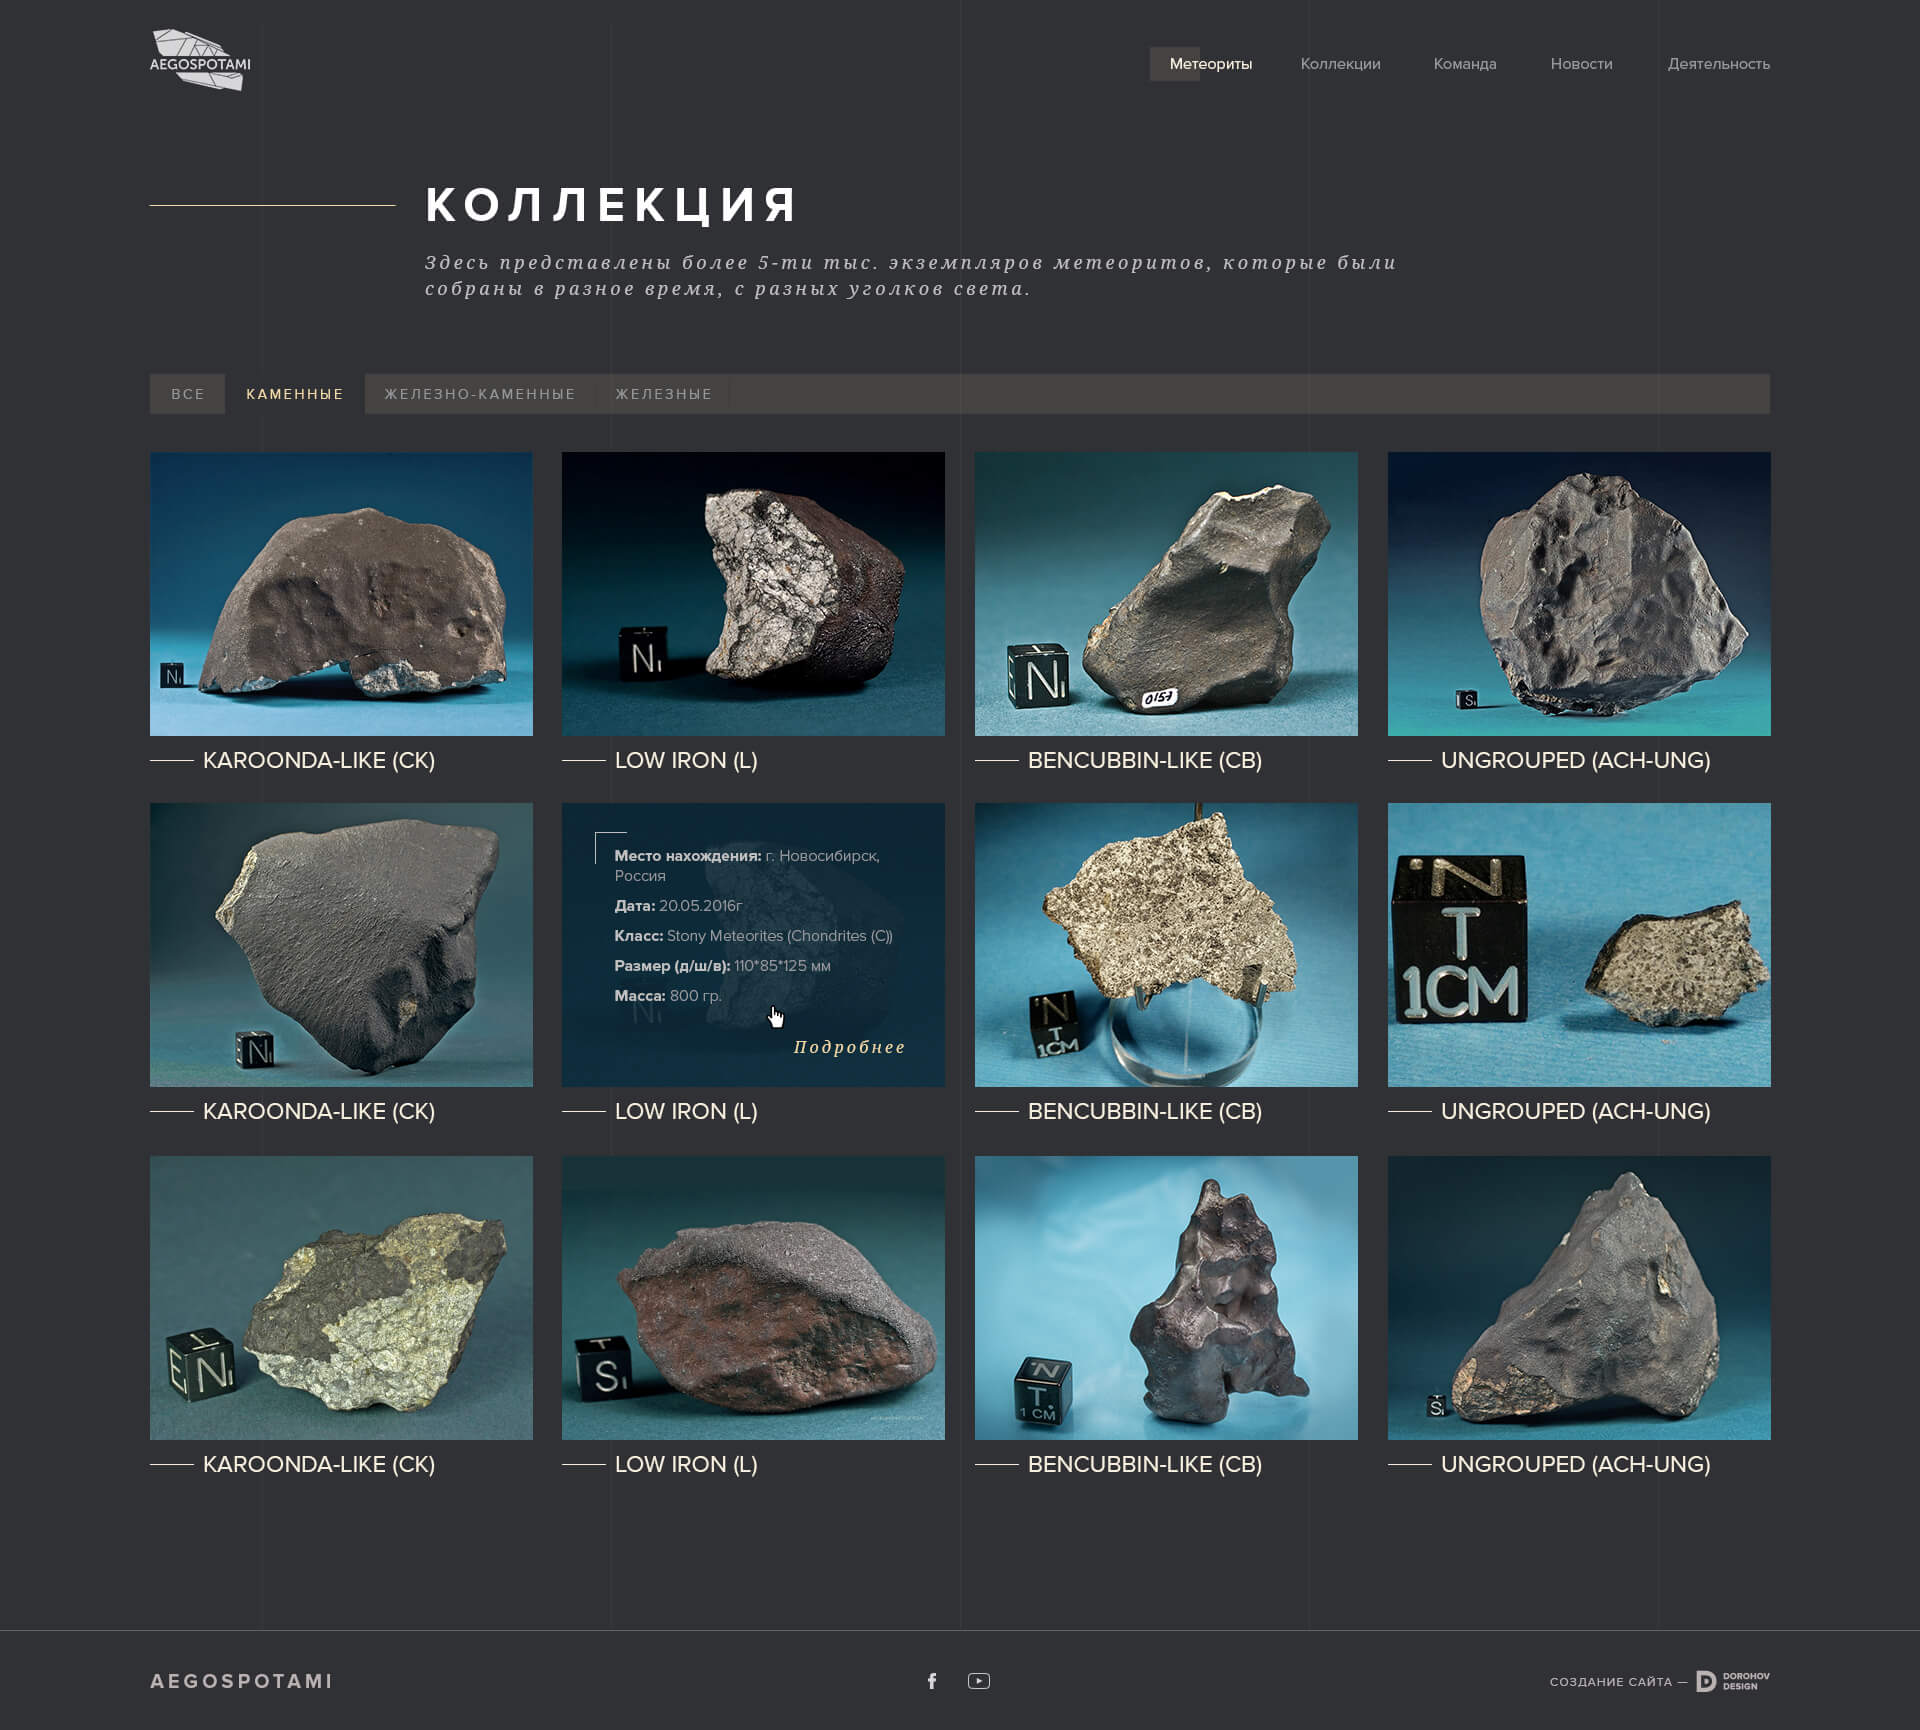 AEGOSPOTAMI
Метеориты Коллекции Команда Новости Деятельность
КОЛЛЕКЦИЯ
Здесь представлены более 5-ти тыс. экземпляров метеоритов, которые были
собраны в разное время, с разных уголков света.
ВСЕ КАМЕННЫЕ ЖЕЛЕЗНО-КАМЕННЫЕ ЖЕЛЕЗНЫЕ
N
N
N
0157
S
KAROONDA-LIKE (CK)
LOW IRON (L)
BENCUBBIN-LIKE (CB)
UNGROUPED (ACH-UNG)
N
Место нахождения: г. Новосибирск,
Россия
Дата: 20.05.2016г
Класс: Stony Meteorites (Chondrites (C))
Размер (д/ш/в): 110*85*125 мм
Масса: 800 гр.
Подробнее
N
T
1CM
N
T
1CM
KAROONDA-LIKE (CK)
LOW IRON (L)
BENCUBBIN-LIKE (CB)
UNGROUPED (ACH-UNG)
E N
T
S
N
T
1 CM
S
KAROONDA-LIKE (CK)
LOW IRON (L)
BENCUBBIN-LIKE (CB)
UNGROUPED (ACH-UNG)
AEGOSPOTAMI
СОЗДАНИЕ САЙТА — DOROHOV
DESIGN